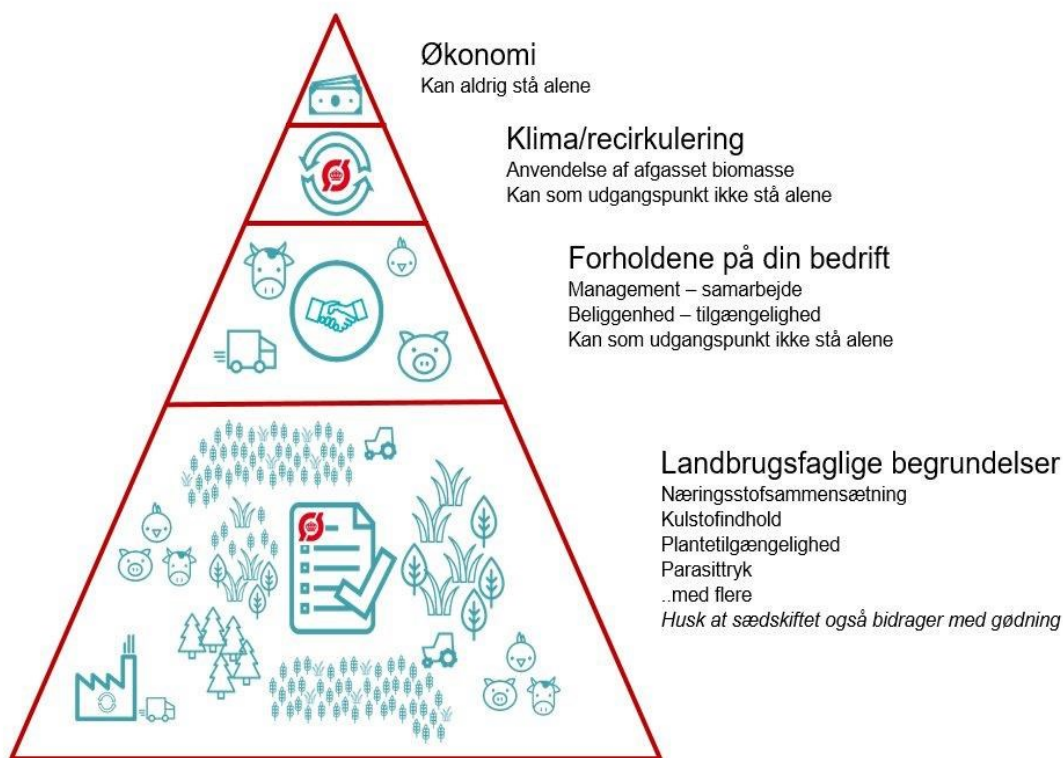 Økonomi
Kan aldrig stå alene
Klima/recirkulering
Anvendelse af afgasset biomasse
Kan som udgangspunkt ikke stå alene
Forholdene på din bedrift
Management – samarbejde
Beliggenhed – tilgængelighed
Kan som udgangspunkt ikke stå alene
Landbrugsfaglige begrundelser
Næringsstofsammensætning
Kulstofindhold
Plantetilgængelighed
Parasittryk
..med flere
Husk at sædskiftet også bidrager med gødning